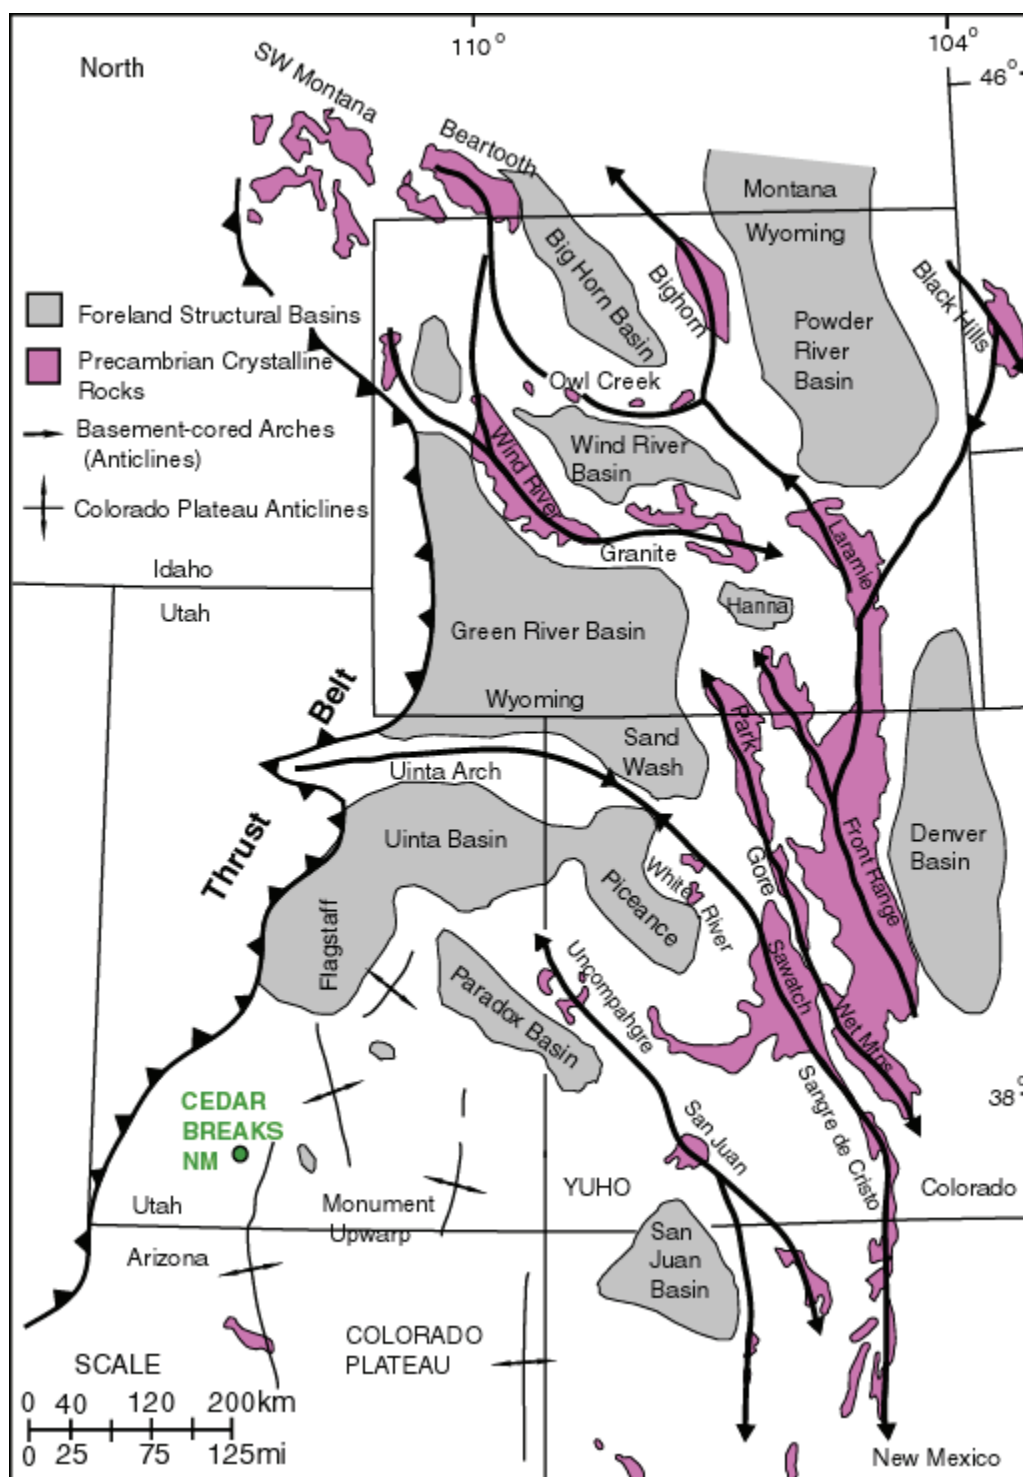 110°
104°
46°
North
SW Montana
Beartooth
Montana
Wyoming
Big Horn Basin
Bighorn
Black Hills
Powder
River
Basin
Foreland Structural Basins
Precambrian Crystalline
Rocks
Basement-cored Arches
(Anticlines)
Colorado Plateau Anticlines
Owl Creek
Wind River
Basin
Wind River
Granite
Laramie
Hanna
Idaho
Utah
Green River Basin
Wyoming
Thrust Belt
Sand
Wash
Park
Uinta Arch
Uinta Basin
Front Range
Denver
Basin
Gore
White River
Piceance
Flagstaff
Sawatch
Uncompahgre
Paradox Basin
Wet Mtns
38°
CEDAR
BREAKS
NM
Sangre de Cristo
San Juan
Utah
Monument
Upwarp
YUHO
Colorado
Arizona
San
Juan
Basin
COLORADO
PLATEAU
SCALE
0 40 120 200km
0 25 75 125mi
New Mexico